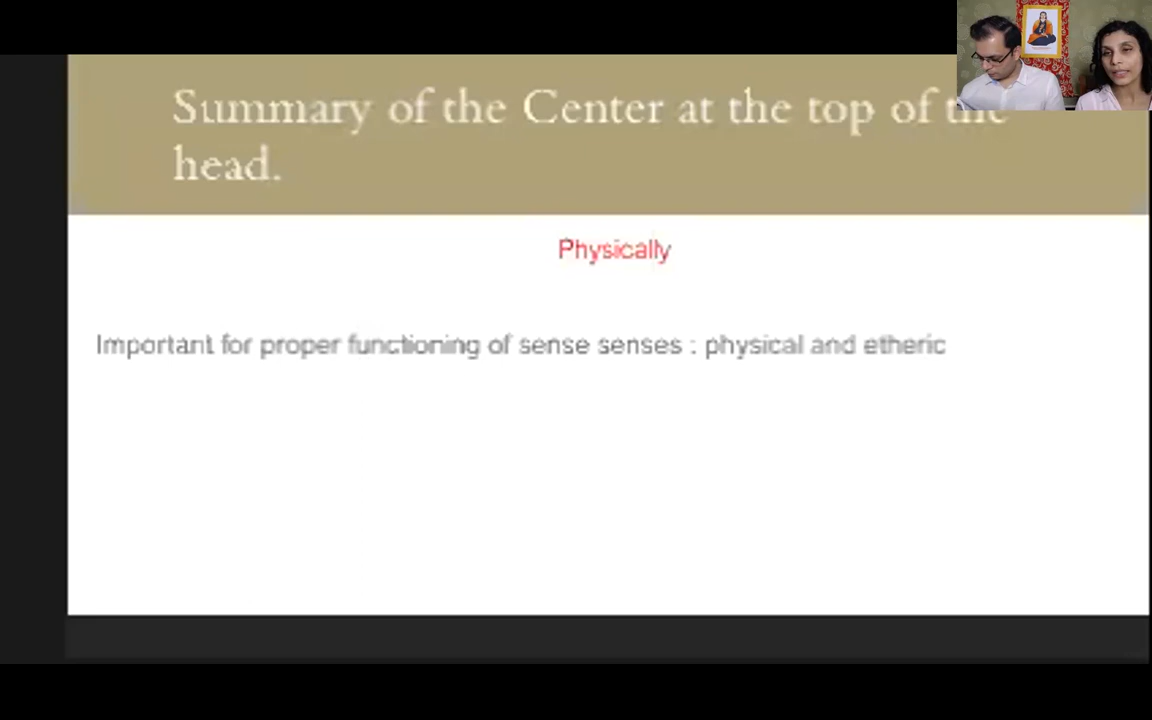 Summary of the Center at the top of the
head.
Physically
Important for proper functioning of sense senses : physical and etheric